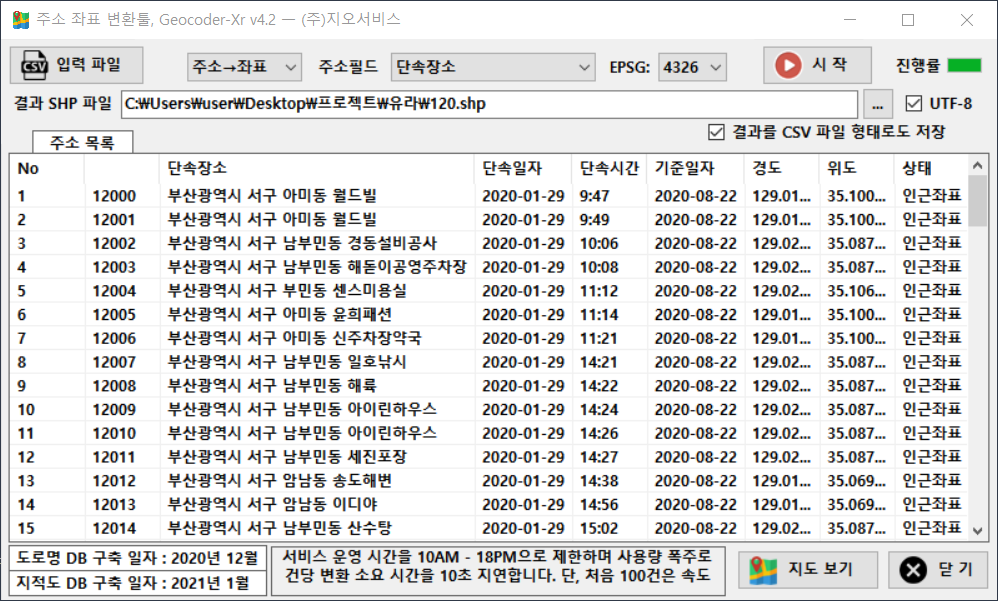 주소 좌표 변환툴, Geocoder-Xr v4.2 — (주)지오서비스
CSV 입력 파일 주소→좌표 주소필드 단속장소 EPSG: 4326 시 작 진행률
결과 SHP 파일 C:₩Users₩user₩Desktop₩프로젝트₩유라₩120.shp ... UTF-8
주소 목록 결과를 CSV 파일 형태로도 저장
No 단속장소 단속일자 단속시간 기준일자 경도 위도 상태
1 12000 부산광역시 서구 아미동 월드빌 2020-01-29 9:47 2020-08-22 129.01... 35.100... 인근좌표
2 12001 부산광역시 서구 아미동 월드빌 2020-01-29 9:49 2020-08-22 129.01... 35.100... 인근좌표
3 12002 부산광역시 서구 남부민동 경동설비공사 2020-01-29 10:06 2020-08-22 129.02... 35.087... 인근좌표
4 12003 부산광역시 서구 남부민동 해돋이공영주차장 2020-01-29 10:08 2020-08-22 129.02... 35.087... 인근좌표
5 12004 부산광역시 서구 부민동 센스미용실 2020-01-29 11:12 2020-08-22 129.02... 35.106... 인근좌표
6 12005 부산광역시 서구 아미동 윤희패션 2020-01-29 11:14 2020-08-22 129.01... 35.100... 인근좌표
7 12006 부산광역시 서구 아미동 신주차장약국 2020-01-29 11:21 2020-08-22 129.01... 35.100... 인근좌표
8 12007 부산광역시 서구 남부민동 일호낚시 2020-01-29 14:21 2020-08-22 129.02... 35.087... 인근좌표
9 12008 부산광역시 서구 남부민동 해륙 2020-01-29 14:22 2020-08-22 129.02... 35.087... 인근좌표
10 12009 부산광역시 서구 남부민동 아이린하우스 2020-01-29 14:24 2020-08-22 129.02... 35.087... 인근좌표
11 12010 부산광역시 서구 남부민동 아이린하우스 2020-01-29 14:26 2020-08-22 129.02... 35.087... 인근좌표
12 12011 부산광역시 서구 남부민동 세진포장 2020-01-29 14:27 2020-08-22 129.02... 35.087... 인근좌표
13 12012 부산광역시 서구 암남동 송도해변 2020-01-29 14:38 2020-08-22 129.01... 35.069... 인근좌표
14 12013 부산광역시 서구 암남동 이디야 2020-01-29 14:56 2020-08-22 129.01... 35.069... 인근좌표
15 12014 부산광역시 서구 남부민동 산수탕 2020-01-29 15:02 2020-08-22 129.02... 35.087... 인근좌표
도로명 DB 구축 일자 : 2020년 12월
지적도 DB 구축 일자 : 2021년 1월
서비스 운영 시간을 10AM - 18PM으로 제한하며 사용량 폭주로
건당 변환 소요 시간을 10초 지연합니다. 단, 처음 100건은 속도
지도 보기 닫 기